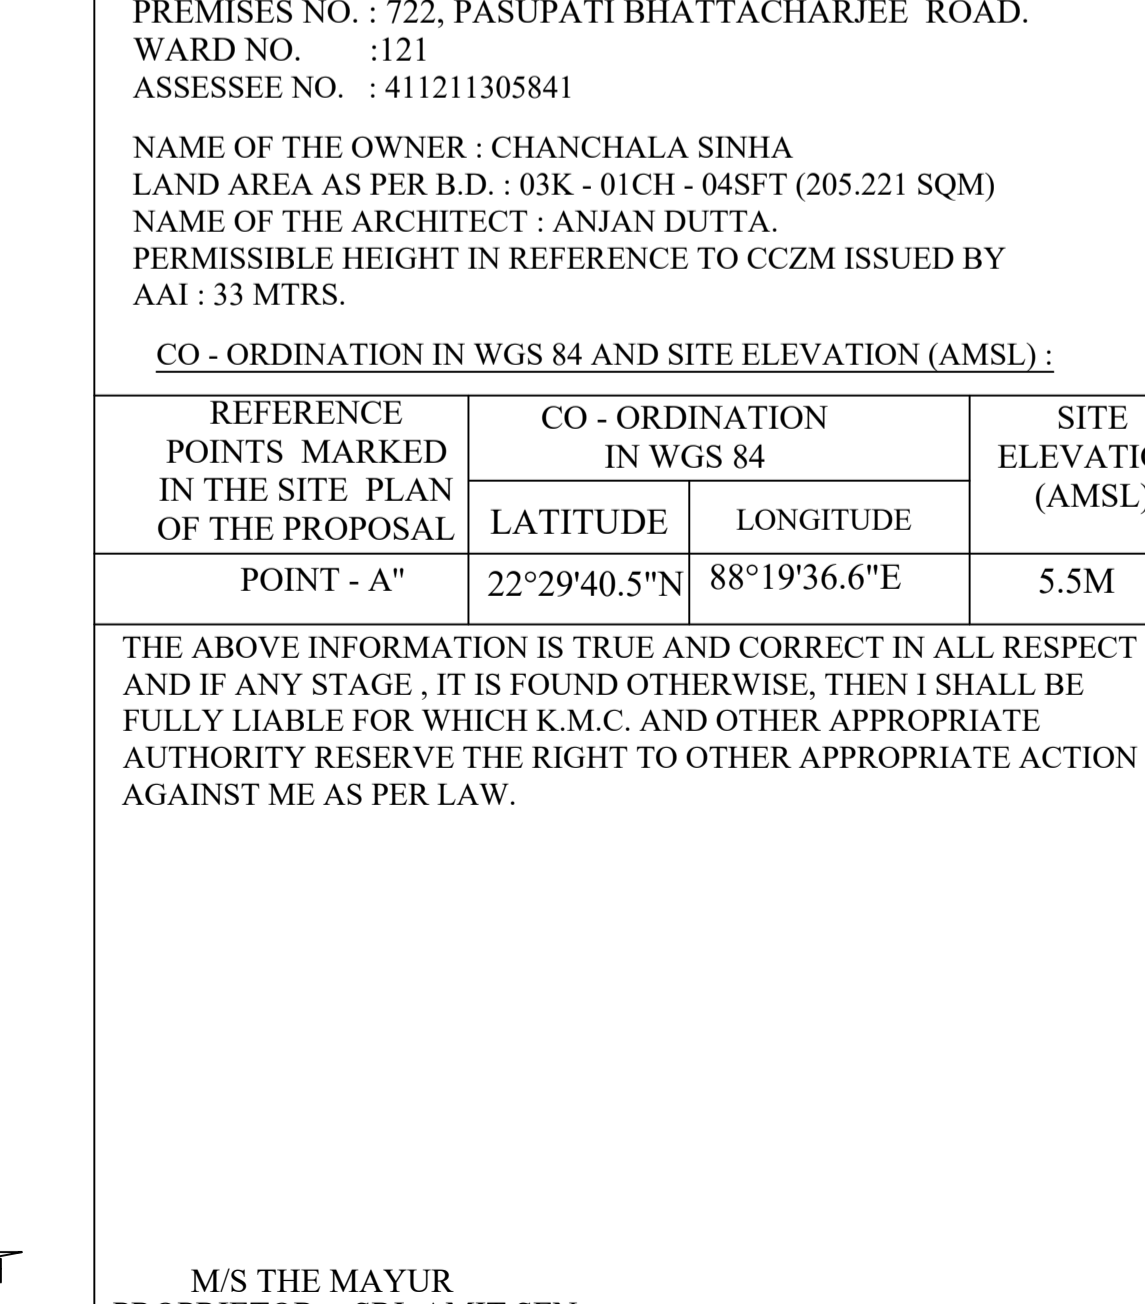 PREMISES NO. : 722, PASUPATI BHATTACHARJEE ROAD.
WARD NO. :121
ASSESSEE NO. : 411211305841
NAME OF THE OWNER : CHANCHALA SINHA
LAND AREA AS PER B.D. : 03K - 01CH - 04SFT (205.221 SQM)
NAME OF THE ARCHITECT : ANJAN DUTTA.
PERMISSIBLE HEIGHT IN REFERENCE TO CCZM ISSUED BY
AAI : 33 MTRS.
CO - ORDINATION IN WGS 84 AND SITE ELEVATION (AMSL) :
REFERENCE
POINTS MARKED
IN THE SITE PLAN
OF THE PROPOSAL
CO - ORDINATION
IN WGS 84
LATITUDE
LONGITUDE
SITE
ELEVATIO
(AMSL)
POINT - A" 22°29'40.5"N 88°19'36.6"E 5.5M
THE ABOVE INFORMATION IS TRUE AND CORRECT IN ALL RESPECT
AND IF ANY STAGE , IT IS FOUND OTHERWISE, THEN I SHALL BE
FULLY LIABLE FOR WHICH K.M.C. AND OTHER APPROPRIATE
AUTHORITY RESERVE THE RIGHT TO OTHER APPROPRIATE ACTION
AGAINST ME AS PER LAW.
M/S THE MAYUR
PROPRIETOR - SRI AMIT SEN